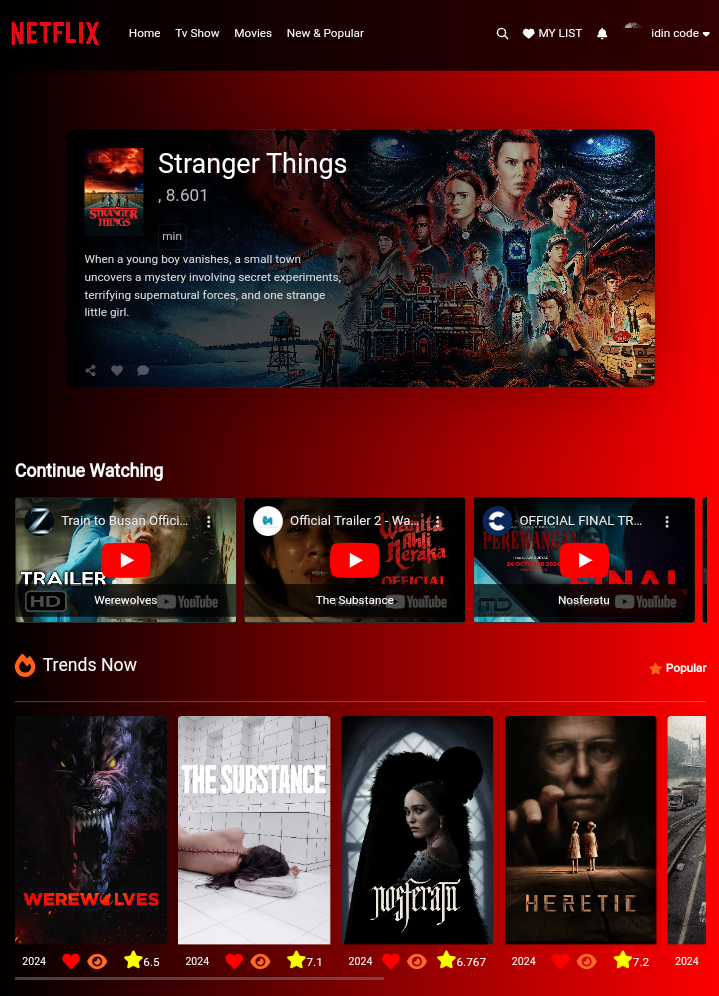 NETFLIX
Home Tv Show Movies New & Popular
MY LIST
idin code
STRANGER
THINGS
Stranger Things
, 8.601
min
When a young boy vanishes, a small town
uncovers a mystery involving secret experiments,
terrifying supernatural forces, and one strange
little girl.
Continue Watching
Train to Busan Offici...
TRAILER
HD
YouTube
Werewolves
Official Trailer 2 - Wa...
Wanita
Ahli
Neraka
OFFICIAL
YouTube
The Substance
OFFICIAL FINAL TR...
PEREWANGAN
24 OCTOBER 2024
FINAL
YouTube
Nosferatu
Trends Now
Popular
WEREWOLVES
THE SUBSTANCE
nosferatu
HERETIC
2024 6.5
2024 7.1
2024 6.767
2024 7.2
2024